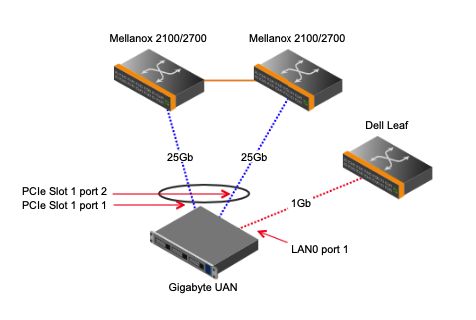 Mellanox 2100/2700
Mellanox 2100/2700
Dell Leaf
25Gb
25Gb
PCIe Slot 1 port 2
PCIe Slot 1 port 1
1Gb
LAN0 port 1
Gigabyte UAN